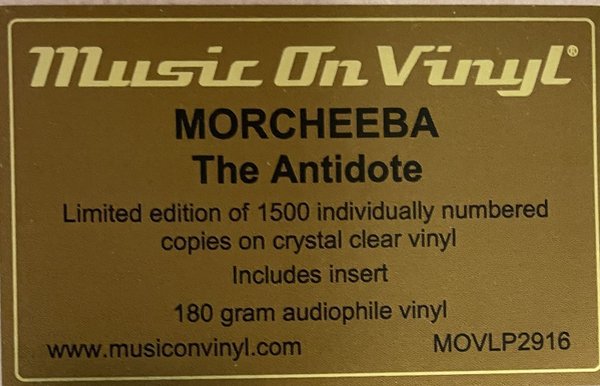 Music On Vinyl®
MORCHEEBA
The Antidote
Limited edition of 1500 individually numbered
copies on crystal clear vinyl
Includes insert
180 gram audiophile vinyl
www.musiconvinyl.com MOVLP2916